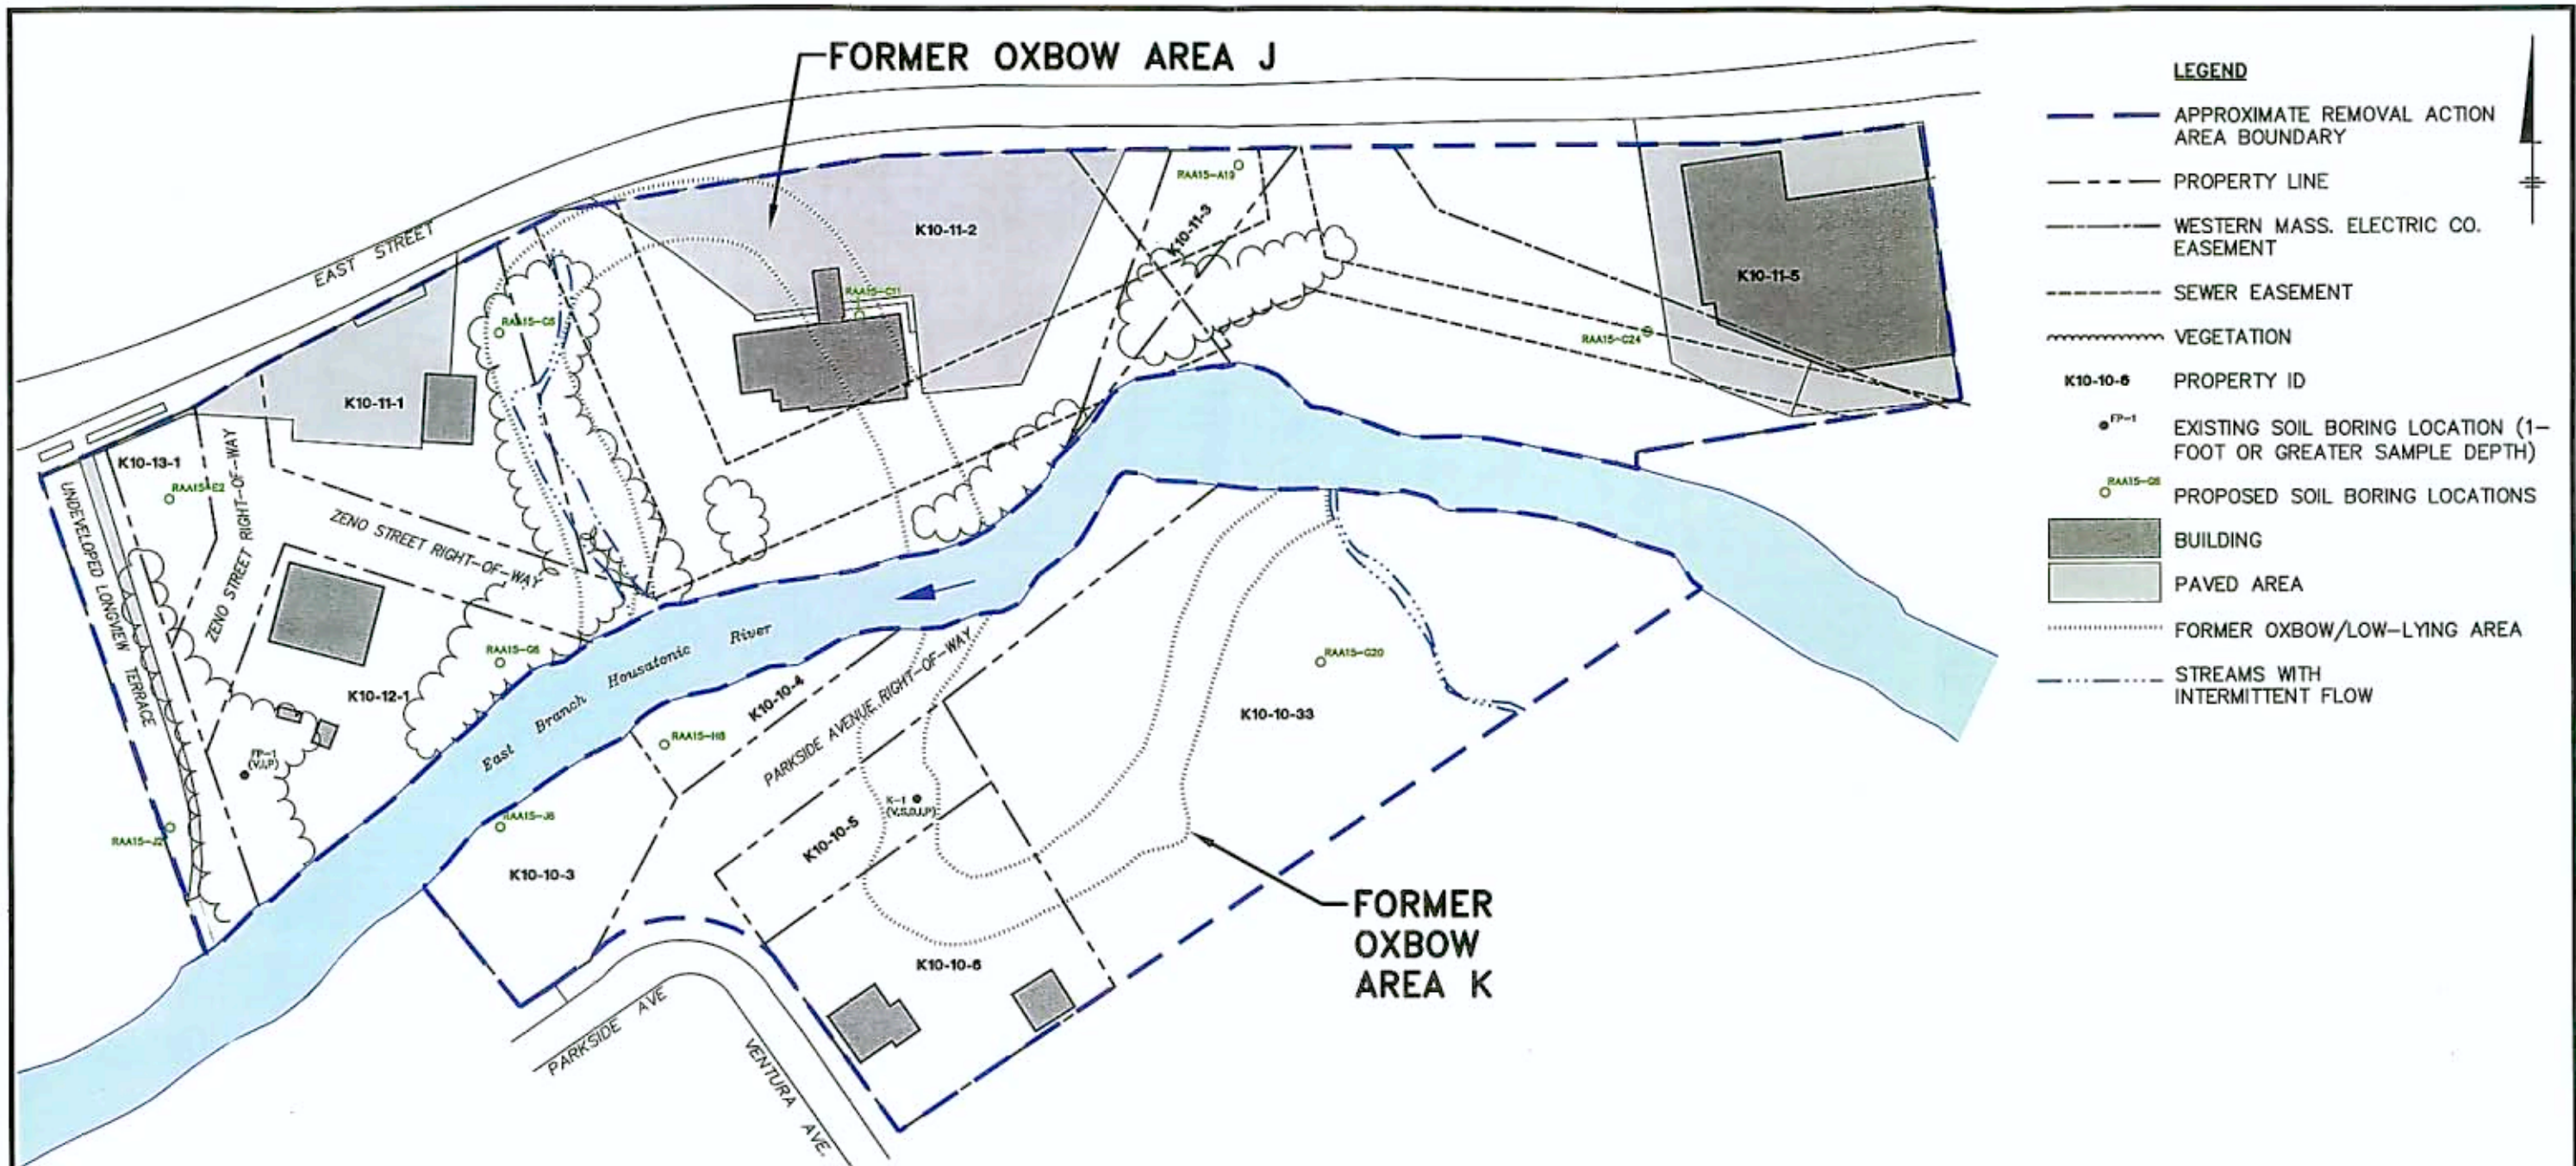 FORMER OXBOW AREA J
EAST STREET
K10-11-2
RAA15-A19
K10-11-3
K10-11-5
RAA15-C5
RAA15-C11
RAA15-C24
K10-11-1
K10-13-1
RAA15-E2
ZENO STREET RIGHT-OF-WAY
ZENO STREET RIGHT-OF-WAY
UNDEVELOPED LONGVIEW TERRACE
RAA15-G6
K10-12-1
FP-1
(V,I,P)
RAA15-J2
East Branch Housatonic River
RAA15-H8
K10-10-4
PARKSIDE AVENUE RIGHT-OF-WAY
RAA15-G20
K10-10-33
RAA15-J6
K10-10-3
K-1
(V,S,D,I,P)
K10-10-5
K10-10-6
FORMER
OXBOW
AREA K
PARKSIDE AVE
VENTURA AVE.
LEGEND
APPROXIMATE REMOVAL ACTION
AREA BOUNDARY
PROPERTY LINE
WESTERN MASS. ELECTRIC CO.
EASEMENT
SEWER EASEMENT
VEGETATION
K10-10-6 PROPERTY ID
FP-1 EXISTING SOIL BORING LOCATION (1-
FOOT OR GREATER SAMPLE DEPTH)
RAA15-G6 PROPOSED SOIL BORING LOCATIONS
BUILDING
PAVED AREA
FORMER OXBOW/LOW-LYING AREA
STREAMS WITH
INTERMITTENT FLOW